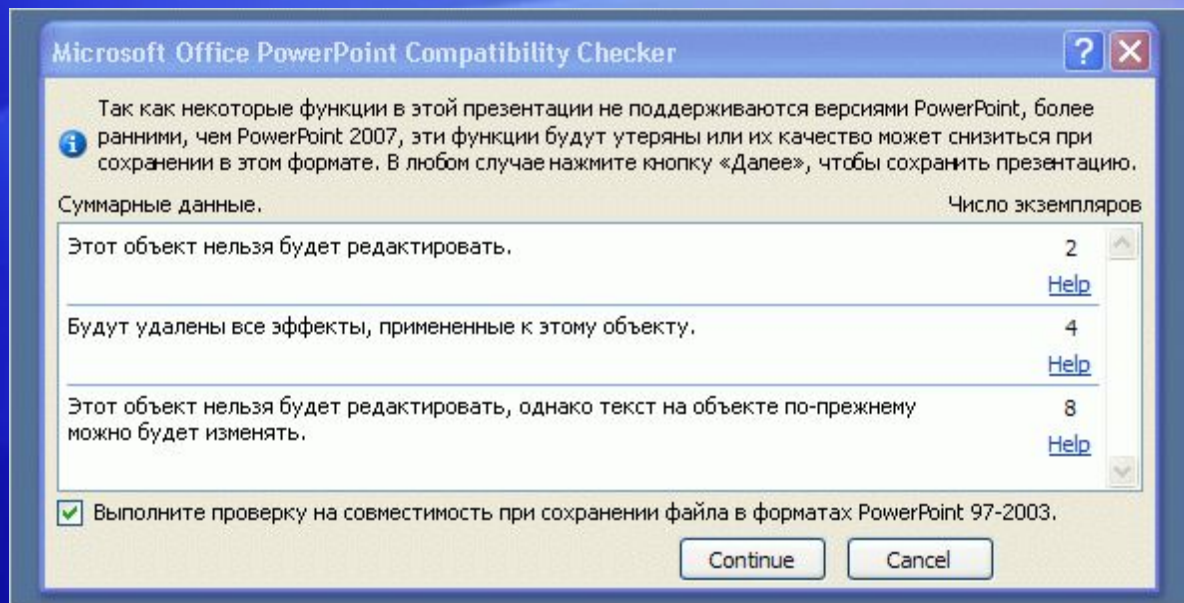 Microsoft Office PowerPoint Compatibility Checker
Так как некоторые функции в этой презентации не поддерживаются версиями PowerPoint, более
ранними, чем PowerPoint 2007, эти функции будут утеряны или их качество может снизиться при
сохранении в этом формате. В любом случае нажмите кнопку «Далее», чтобы сохранить презентацию.
Суммарные данные. Число экземпляров
Этот объект нельзя будет редактировать. 2
Help
Будут удалены все эффекты, примененные к этому объекту. 4
Help
Этот объект нельзя будет редактировать, однако текст на объекте по-прежнему 8
можно будет изменять.
Help
Выполните проверку на совместимость при сохранении файла в форматах PowerPoint 97-2003.
Continue Cancel